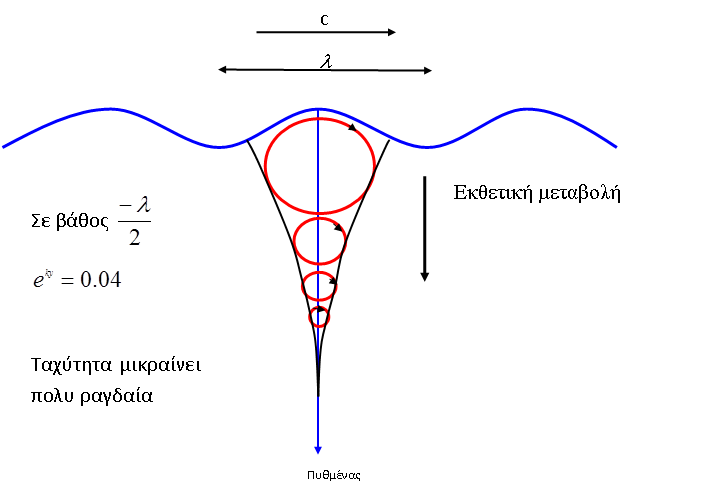 c
λ
Εκθετική μεταβολή
Σε βάθος −λ/2
e^{ky} = 0.04
Ταχύτητα μικραίνει
πολυ ραγδαία
Πυθμένας